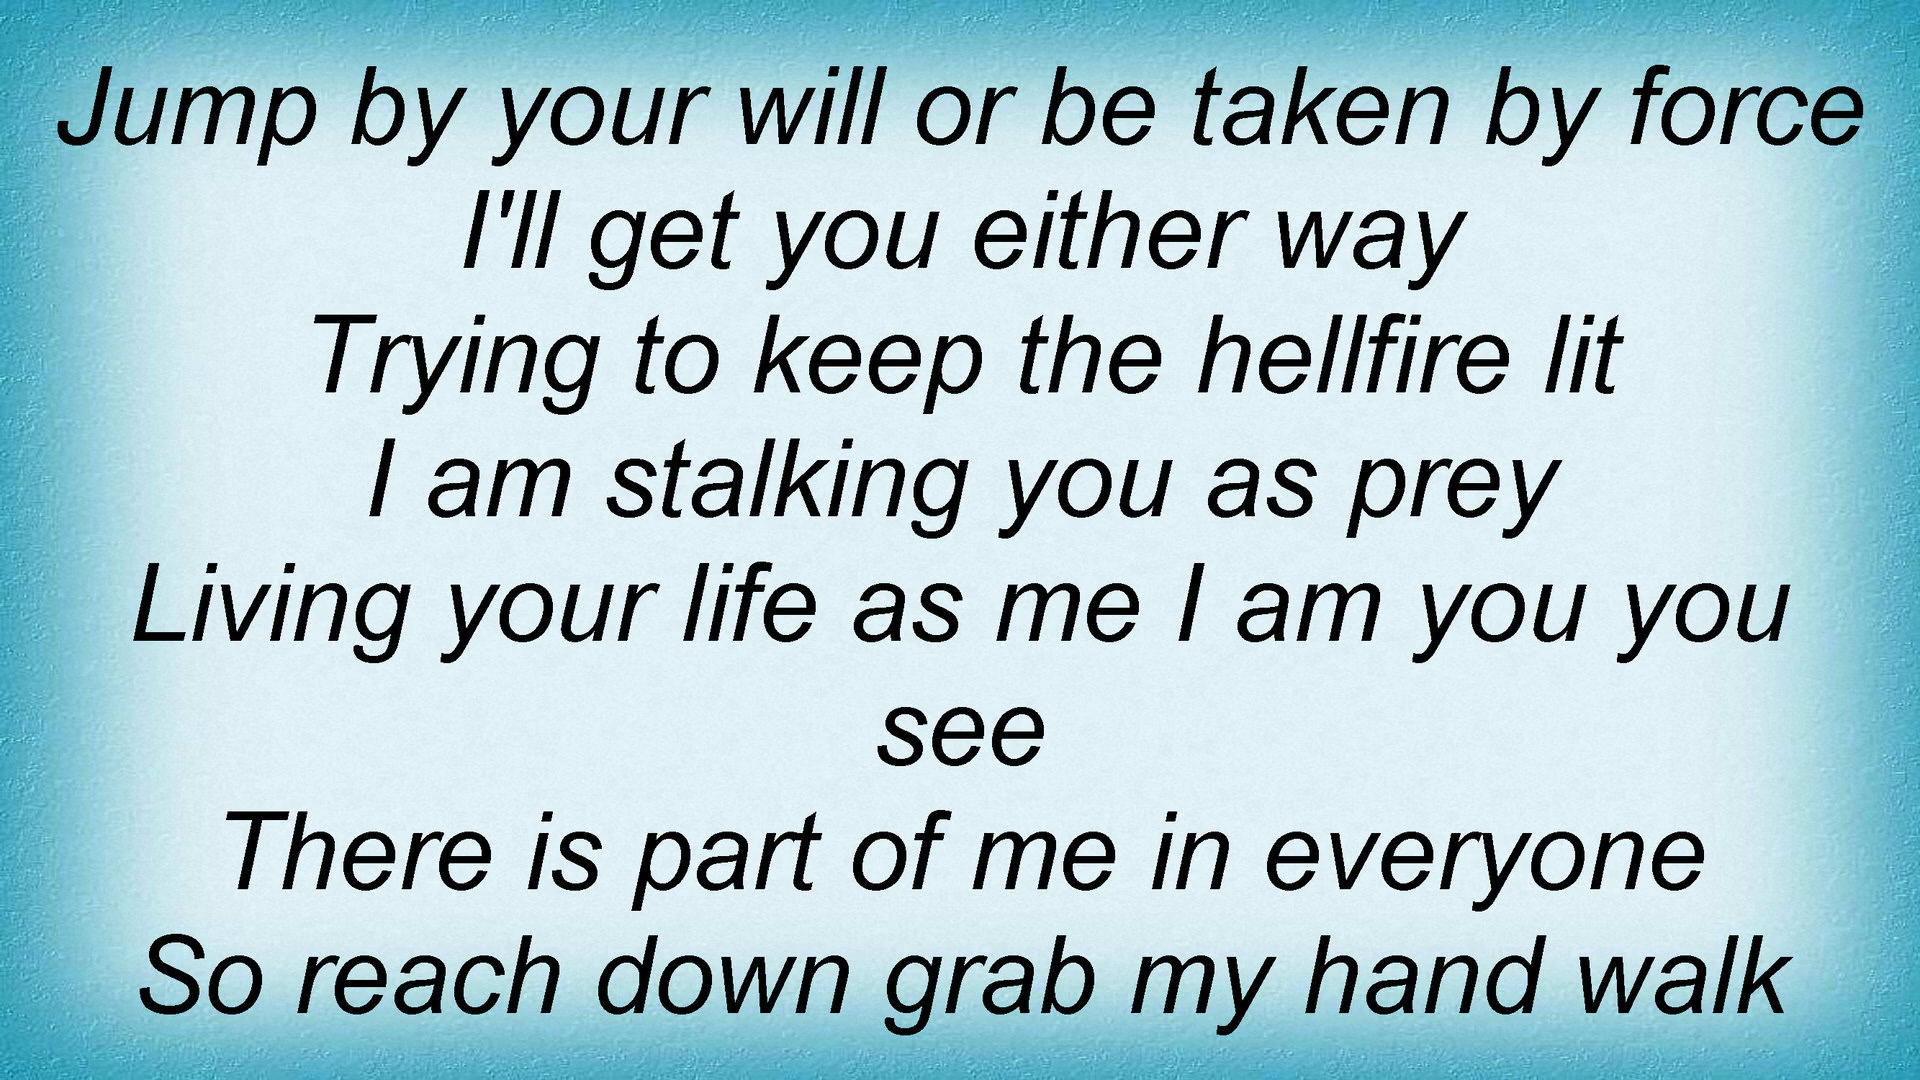 Jump by your will or be taken by force
I'll get you either way
Trying to keep the hellfire lit
I am stalking you as prey
Living your life as me I am you you
see
There is part of me in everyone
So reach down grab my hand walk